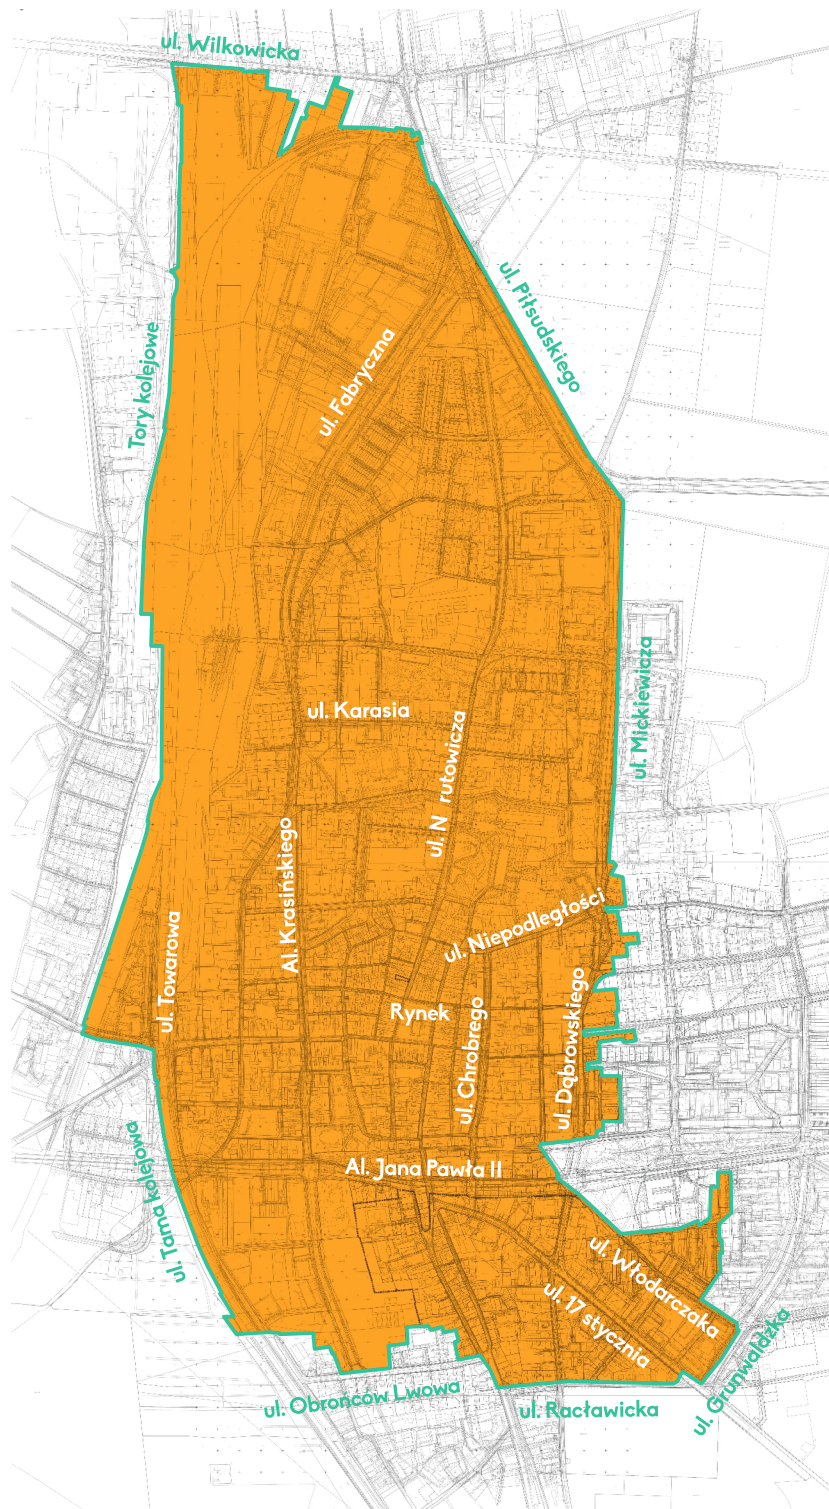 ul. Wilkowicka
ul. Piłsudskiego
Tory kolejowe
ul. Fabryczna
ul. Mickiewicza
ul. Karasia
ul. N rutowicza
Al. Krasińskiego
ul. Niepodległości
ul. Towarowa
Rynek
ul. Chrobrego
ul. Dąbrowskiego
Al. Jana Pawła II
ul. Tama kolejowa
ul. Włodarczaka
ul. 17 stycznia
ul. Grunwaldzka
ul. Obrońców Lwowa
ul. Racławicka